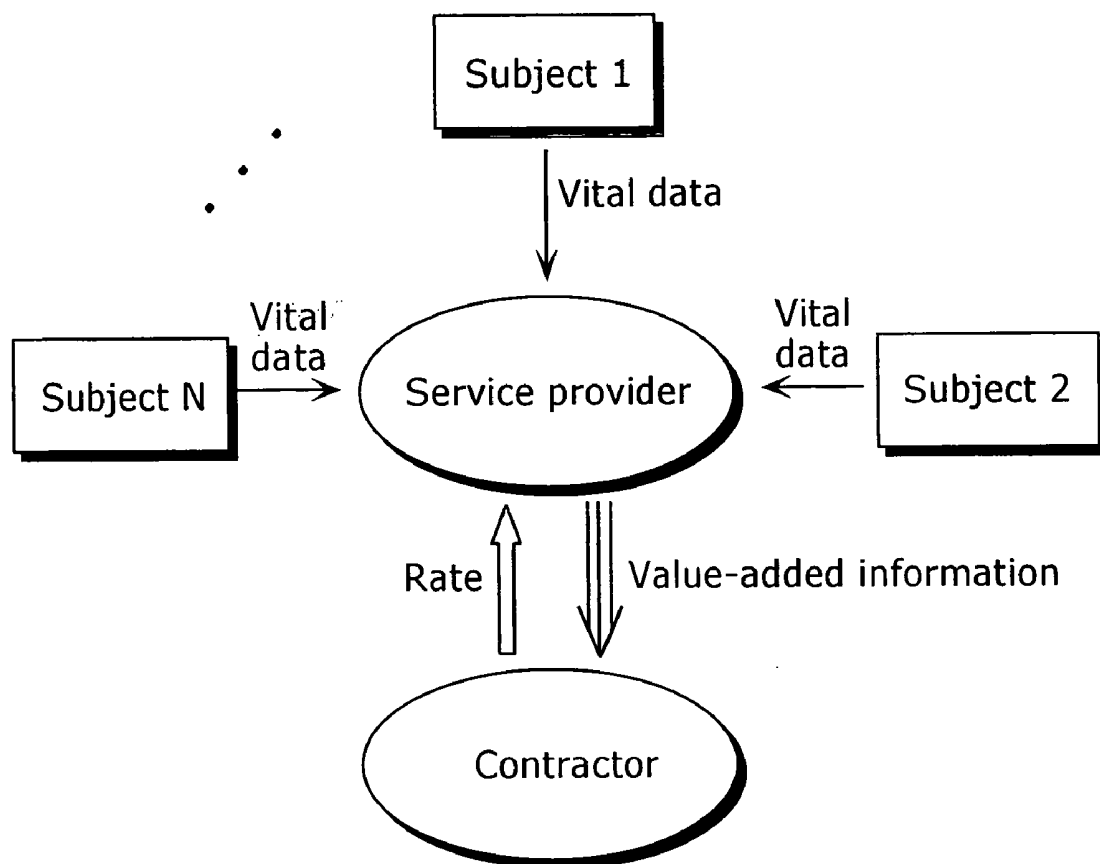 Subject 1
Vital data
Vital
data
Subject N
Service provider
Vital
data
Subject 2
Rate
Value-added information
Contractor